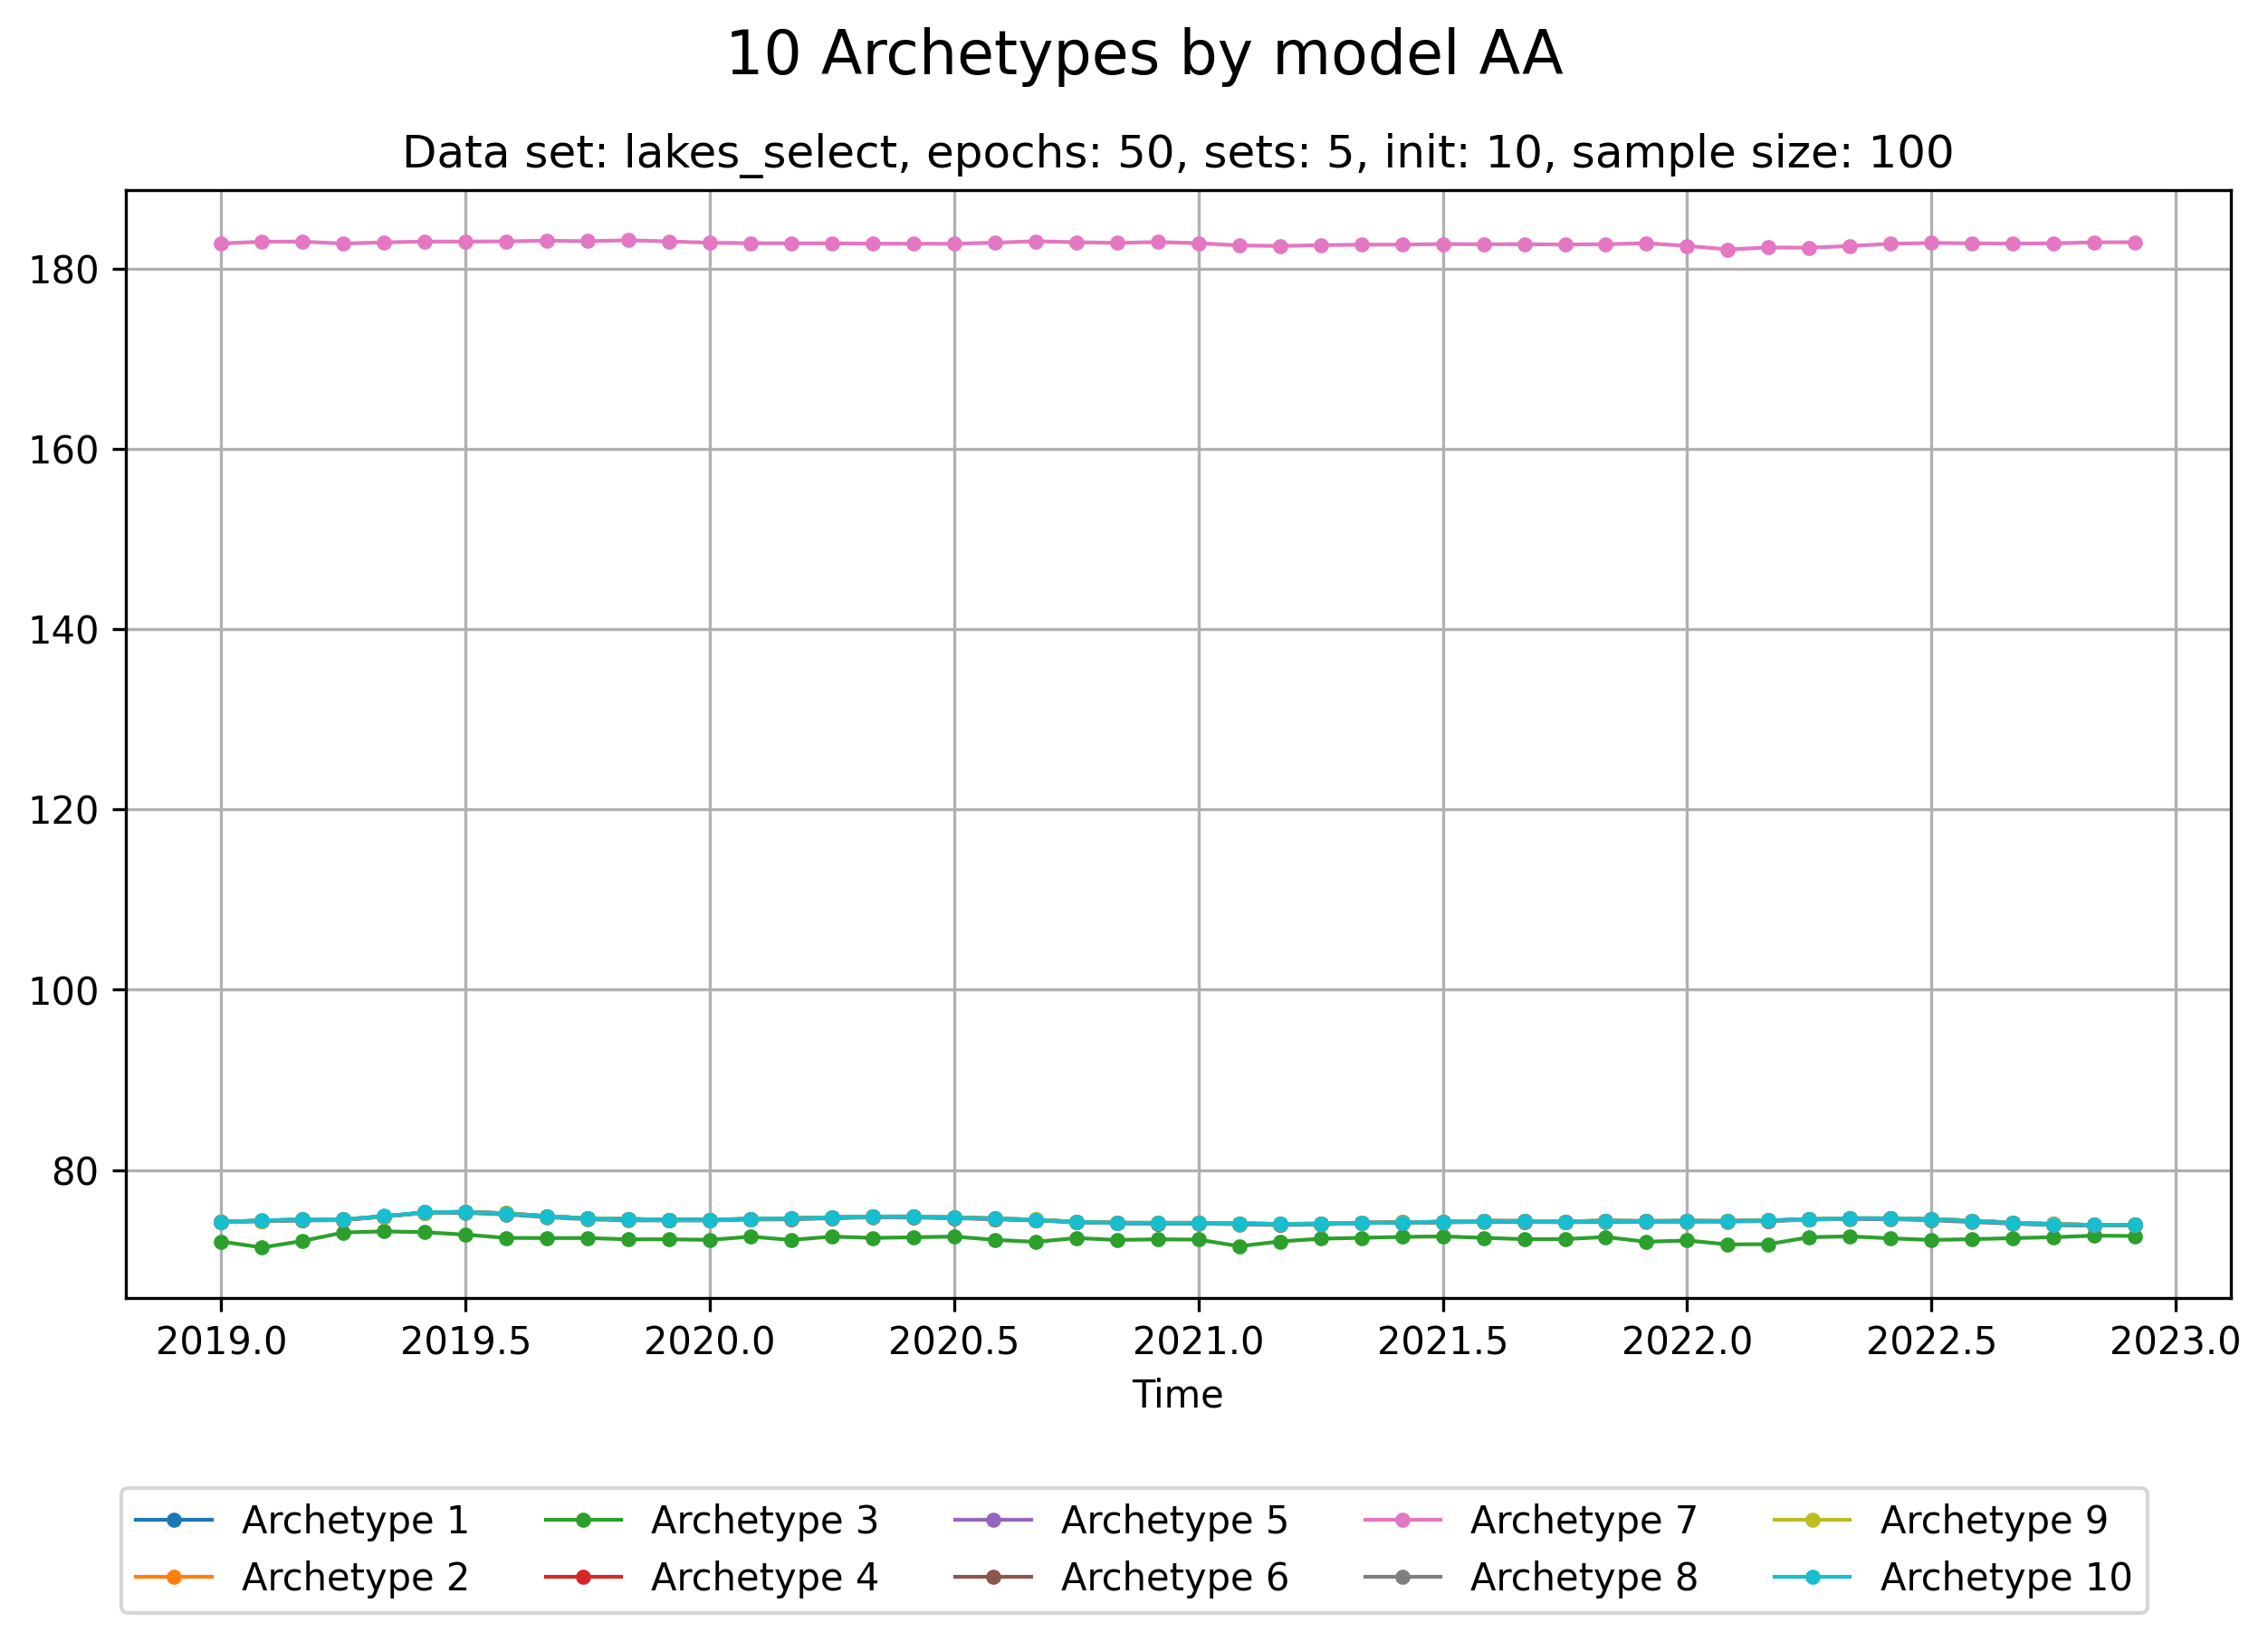 10 Archetypes by model AA
Data set: lakes_select, epochs: 50, sets: 5, init: 10, sample size: 100
180
160
140
120
100
80
2019.0 2019.5 2020.0 2020.5 2021.0 2021.5 2022.0 2022.5 2023.0
Time
Archetype 1 Archetype 3 Archetype 5 Archetype 7 Archetype 9
Archetype 2 Archetype 4 Archetype 6 Archetype 8 Archetype 10